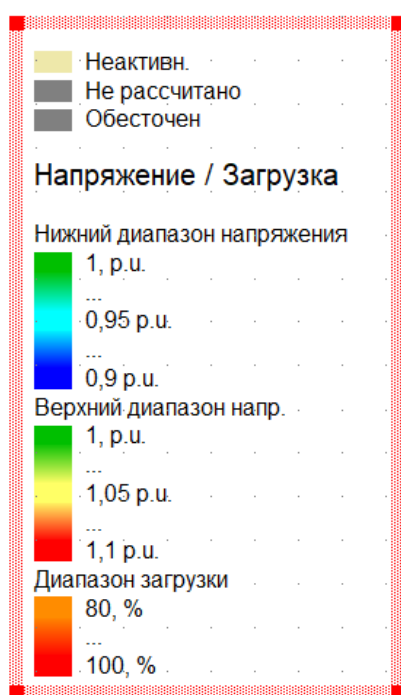 Неактивн.
Не рассчитано
Обесточен
Напряжение / Загрузка
Нижний диапазон напряжения
1, p.u.
...
0,95 p.u.
...
0,9 p.u.
Верхний диапазон напр.
1, p.u.
...
1,05 p.u.
...
1,1 p.u.
Диапазон загрузки
80, %
...
100, %